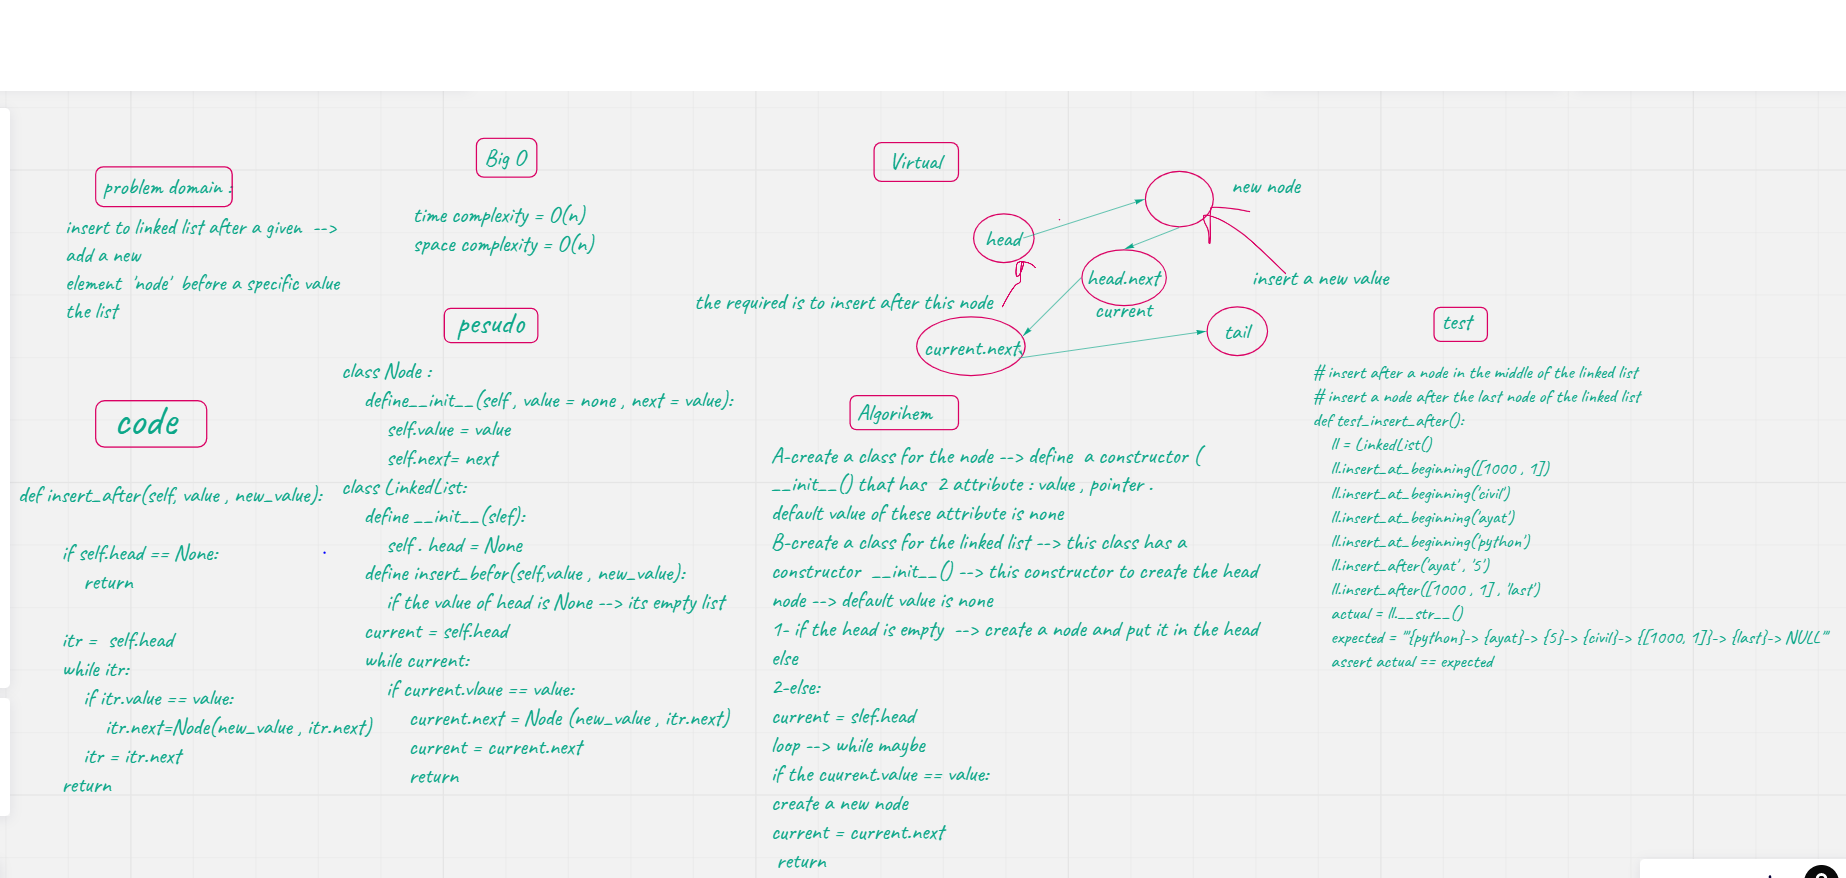 problem domain :
insert to linked list after a given -->
add a new
element 'node' before a specific value
the list
Big O
time complexity = O(n)
space complexity = O(n)
Virtual
new node
head
head.next
insert a new value
the required is to insert after this node
current
current.next
tail
code
def insert_after(self, value , new_value):
if self.head == None:
return
itr = self.head
while itr:
if itr.value == value:
itr.next=Node(new_value , itr.next)
itr = itr.next
return
pesudo
class Node :
define__init__(self , value = none , next = value):
self.value = value
self.next= next
class LinkedList:
define __init__(slef):
self . head = None
define insert_befor(self,value , new_value):
if the value of head is None --> its empty list
current = self.head
while current:
if current.vlaue == value:
current.next = Node (new_value , itr.next)
current = current.next
return
Algorihem
A-create a class for the node --> define a constructor (
__init__() that has 2 attribute : value , pointer .
default value of these attribute is none
B-create a class for the linked list --> this class has a
constructor __init__() --> this constructor to create the head
node --> default value is none
1- if the head is empty --> create a node and put it in the head
else
2-else:
current = slef.head
loop --> while maybe
if the cuurent.value == value:
create a new node
current = current.next
return
test
# insert after a node in the middle of the linked list
# insert a node after the last node of the linked list
def test_insert_after():
ll = LinkedList()
ll.insert_at_beginning([1000 , 1])
ll.insert_at_beginning('civil')
ll.insert_at_beginning('ayat')
ll.insert_at_beginning('python')
ll.insert_after('ayat' , '5')
ll.insert_after([1000 , 1] , 'last')
actual = ll.__str__()
expected = '"{python}-> {ayat}-> {5}-> {civil}-> {[1000, 1]}-> {last}-> NULL'"
assert actual == expected